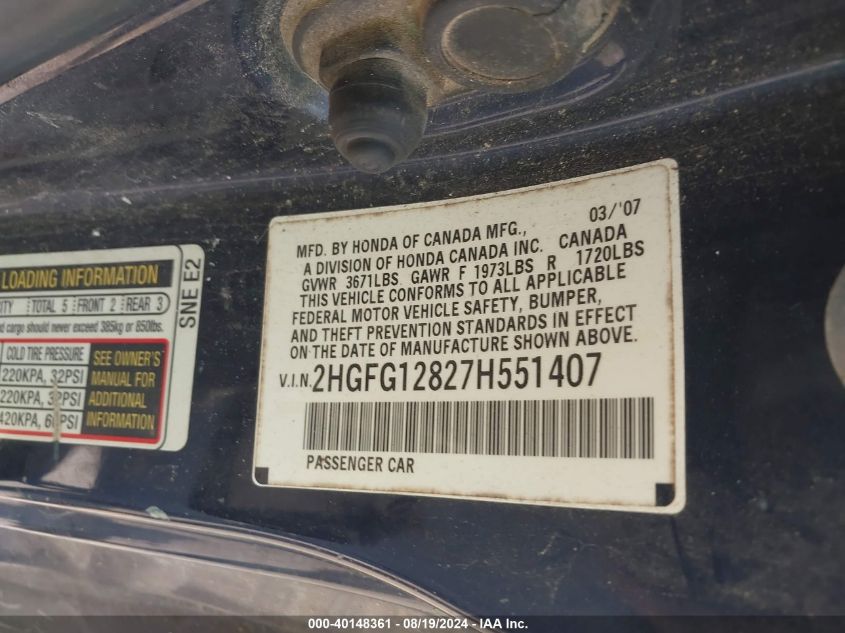 LOADING INFORMATION
ITY TOTAL 5 FRONT 2 REAR 3
d cargo should never exceed 385kg or 850lbs.
COLD TIRE PRESSURE
220KPA, 32PSI
220KPA, 32PSI
420KPA, 60PSI
SEE OWNER'S
MANUAL FOR
ADDITIONAL
INFORMATION
SNE E2
MFD. BY HONDA OF CANADA MFG., 03/'07
A DIVISION OF HONDA CANADA INC. CANADA
GVWR 3671LBS GAWR F 1973LBS R 1720LBS
THIS VEHICLE CONFORMS TO ALL APPLICABLE
FEDERAL MOTOR VEHICLE SAFETY, BUMPER,
AND THEFT PREVENTION STANDARDS IN EFFECT
ON THE DATE OF MANUFACTURE SHOWN ABOVE.
V.I.N. 2HGFG12827H551407
PASSENGER CAR
000-40148361 - 08/19/2024 - IAA Inc.